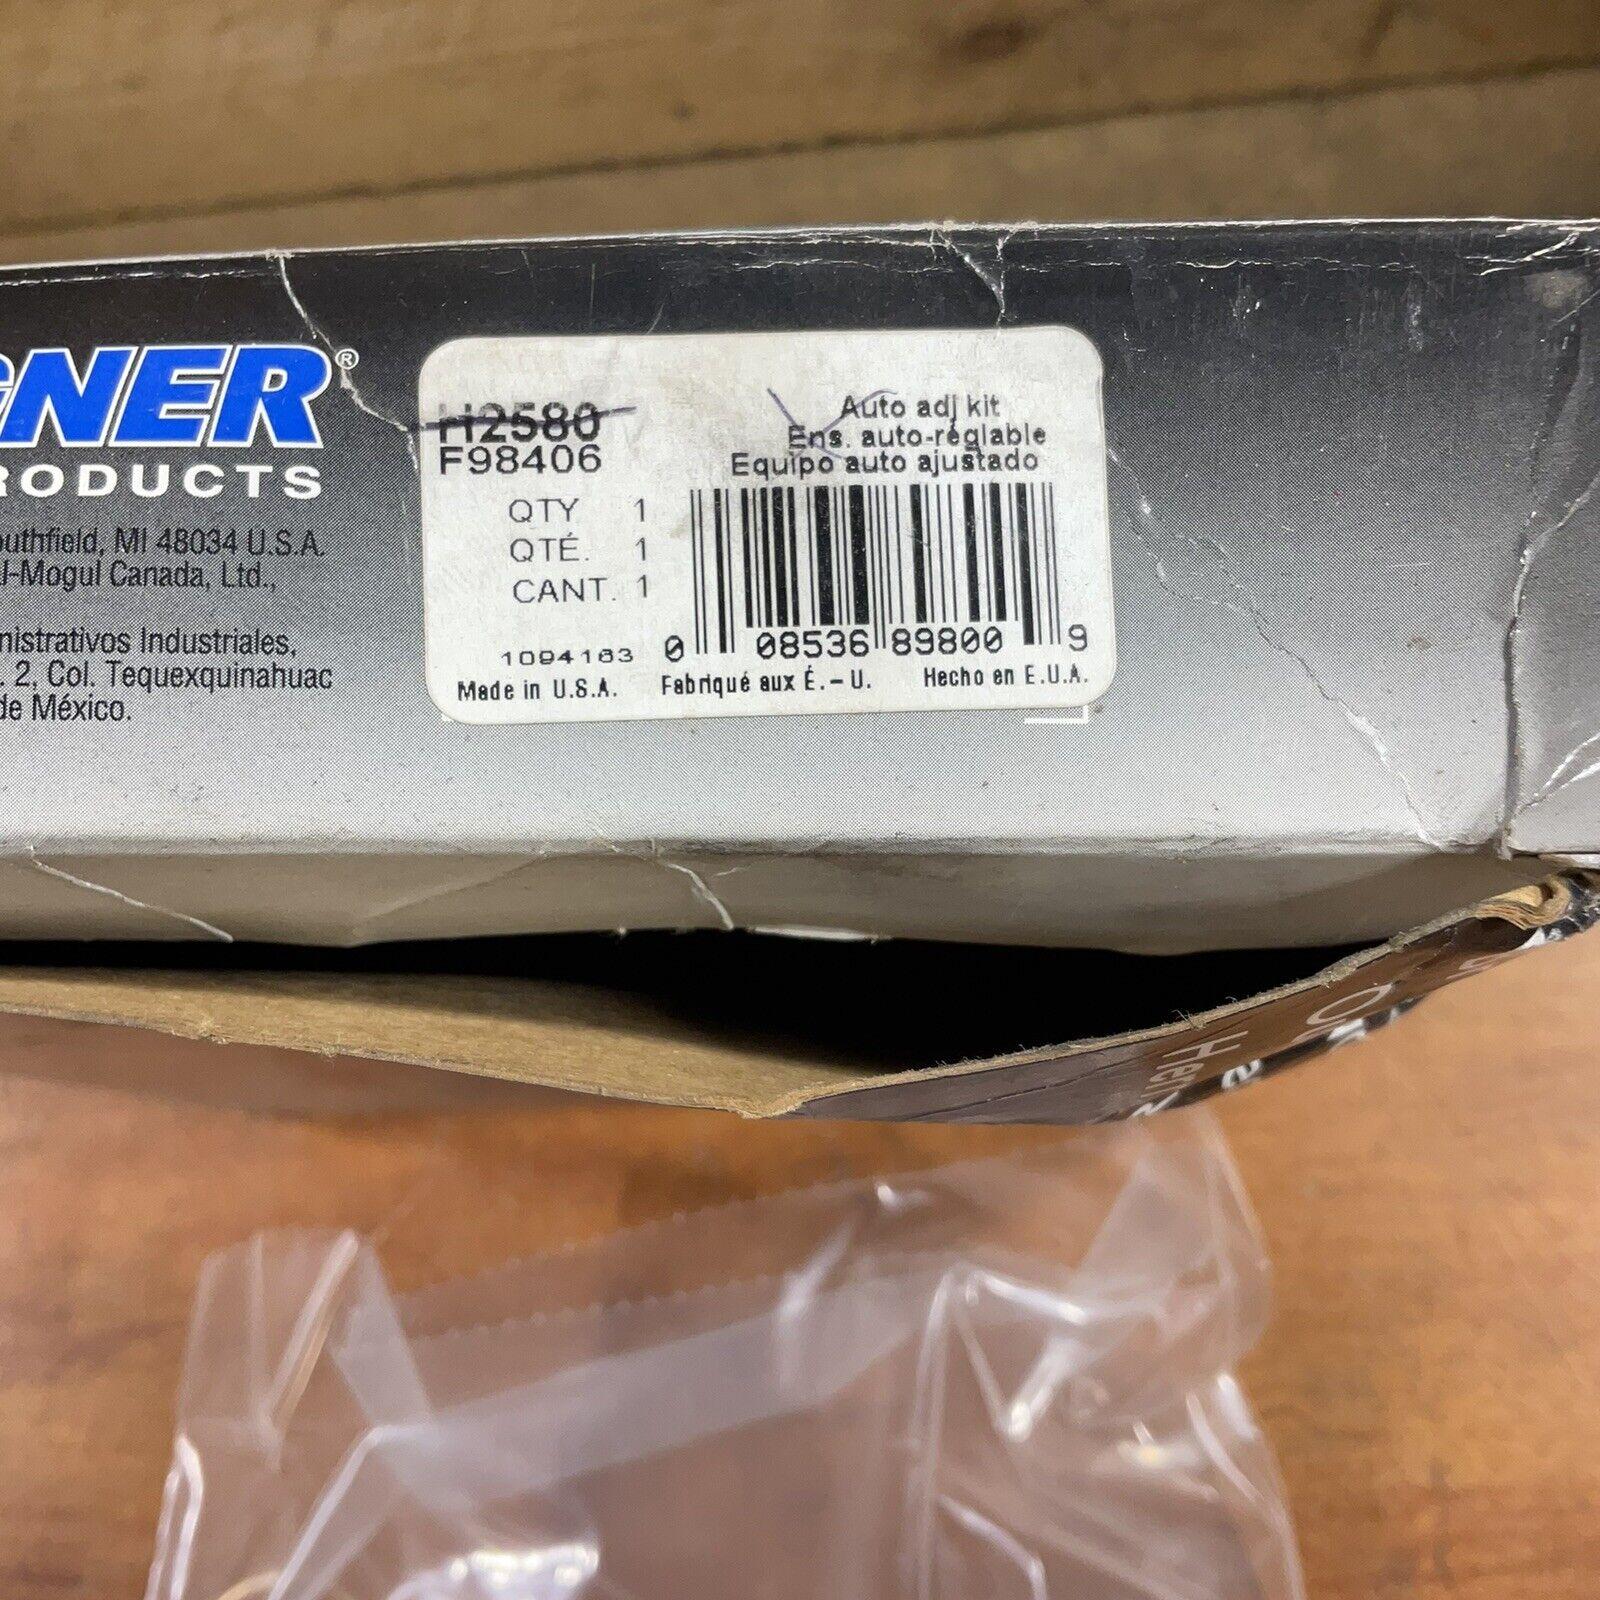 GNER®
RODUCTS
outhfield, MI 48034 U.S.A.
l-Mogul Canada, Ltd.,
nistrativos Industriales,
. 2, Col. Tequexquinahuac
de México.
H2580
F98406
Auto adj kit
Ens. auto-réglable
Equipo auto ajustado
QTY 1
QTÉ. 1
CANT. 1
1094163
0 08536 89800 9
Made in U.S.A. Fabriqué aux É.-U. Hecho en E.U.A.